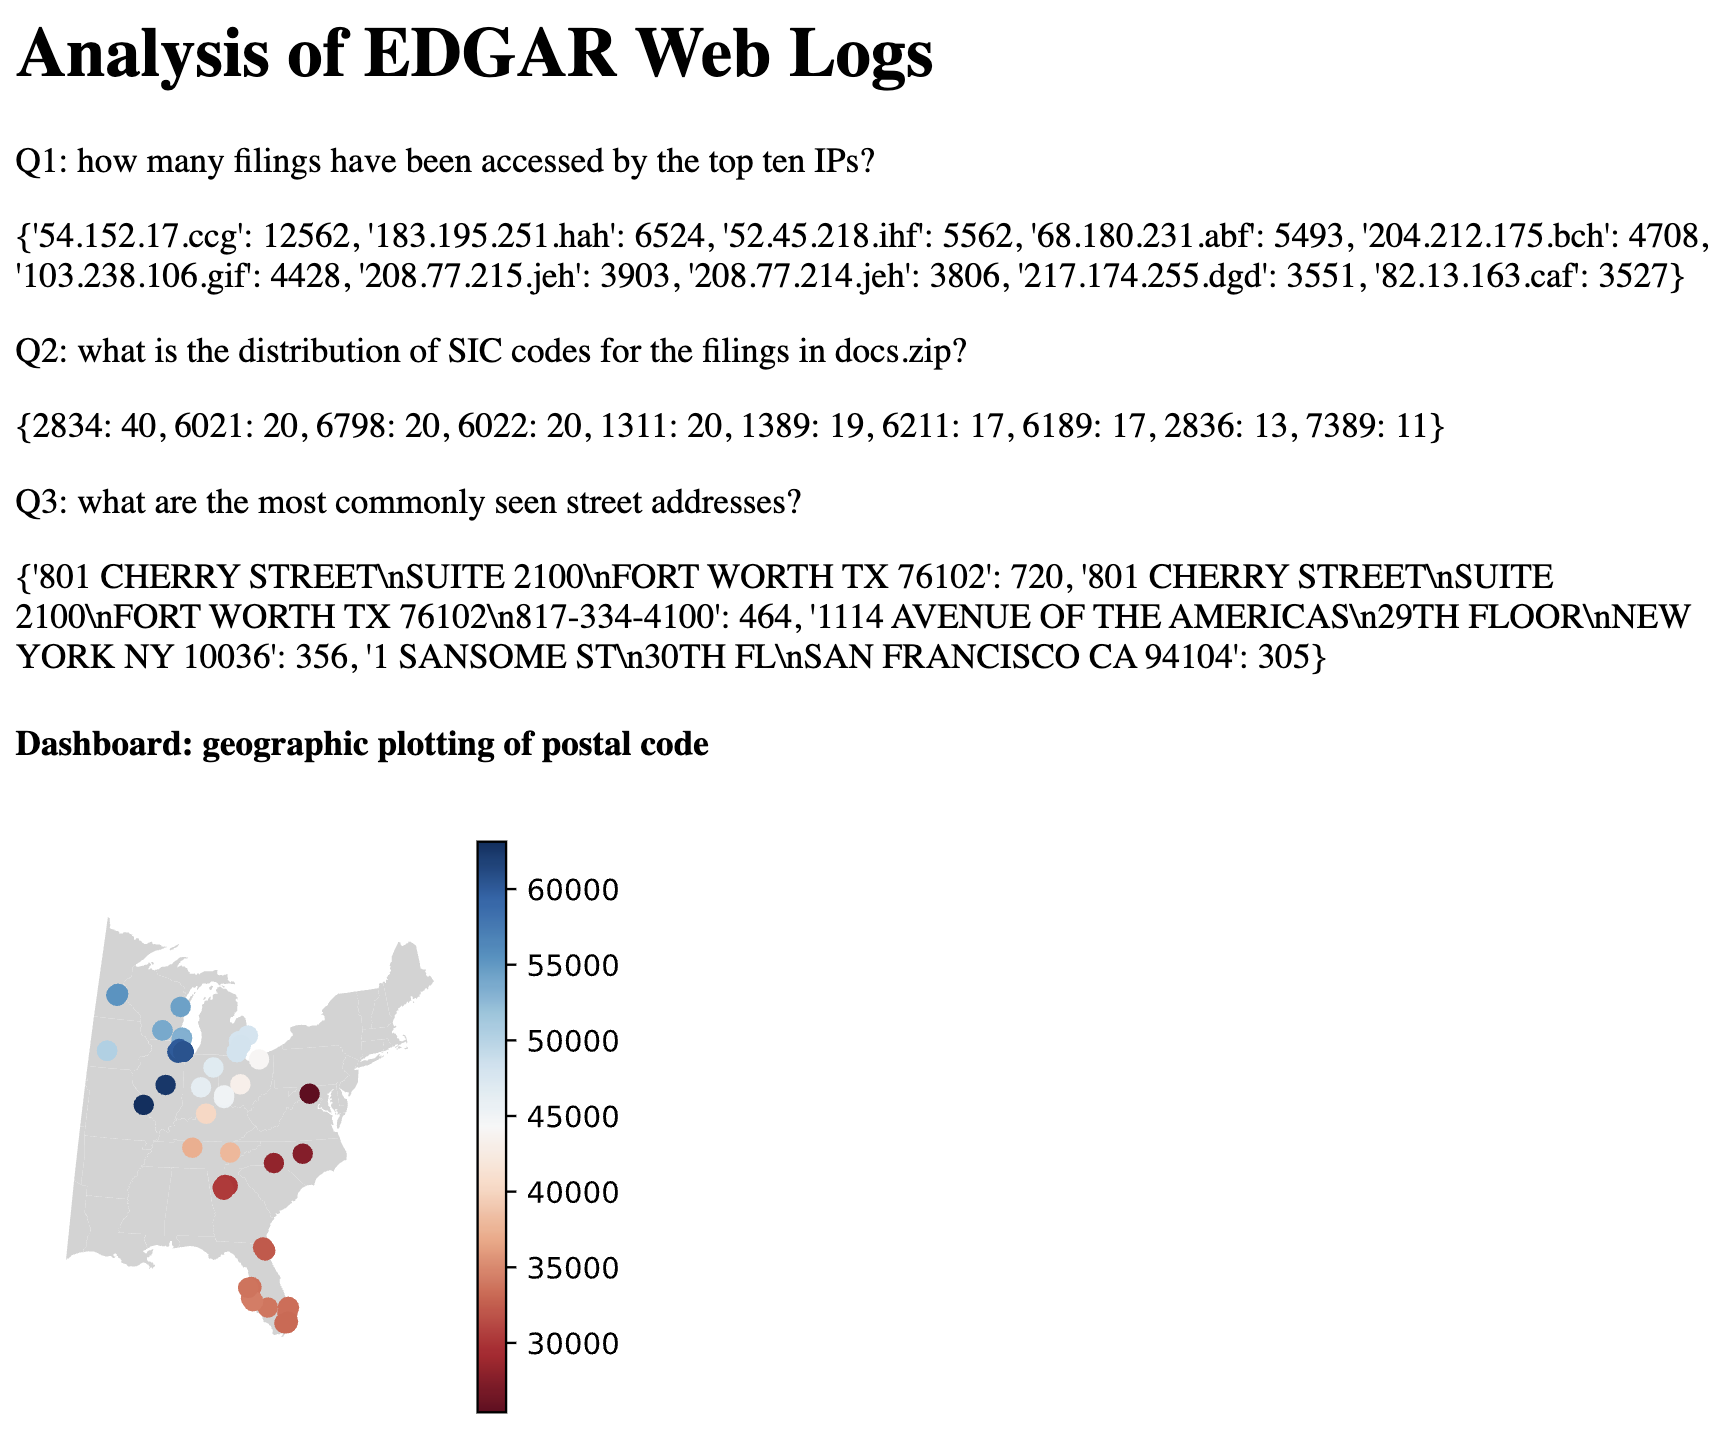 Analysis of EDGAR Web Logs
Q1: how many filings have been accessed by the top ten IPs?
{'54.152.17.ccg': 12562, '183.195.251.hah': 6524, '52.45.218.ihf': 5562, '68.180.231.abf': 5493, '204.212.175.bch': 4708,
'103.238.106.gif': 4428, '208.77.215.jeh': 3903, '208.77.214.jeh': 3806, '217.174.255.dgd': 3551, '82.13.163.caf': 3527}
Q2: what is the distribution of SIC codes for the filings in docs.zip?
{2834: 40, 6021: 20, 6798: 20, 6022: 20, 1311: 20, 1389: 19, 6211: 17, 6189: 17, 2836: 13, 7389: 11}
Q3: what are the most commonly seen street addresses?
{'801 CHERRY STREET\nSUITE 2100\nFORT WORTH TX 76102': 720, '801 CHERRY STREET\nSUITE
2100\nFORT WORTH TX 76102\n817-334-4100': 464, '1114 AVENUE OF THE AMERICAS\n29TH FLOOR\nNEW
YORK NY 10036': 356, '1 SANSOME ST\n30TH FL\nSAN FRANCISCO CA 94104': 305}
Dashboard: geographic plotting of postal code
60000
55000
50000
45000
40000
35000
30000